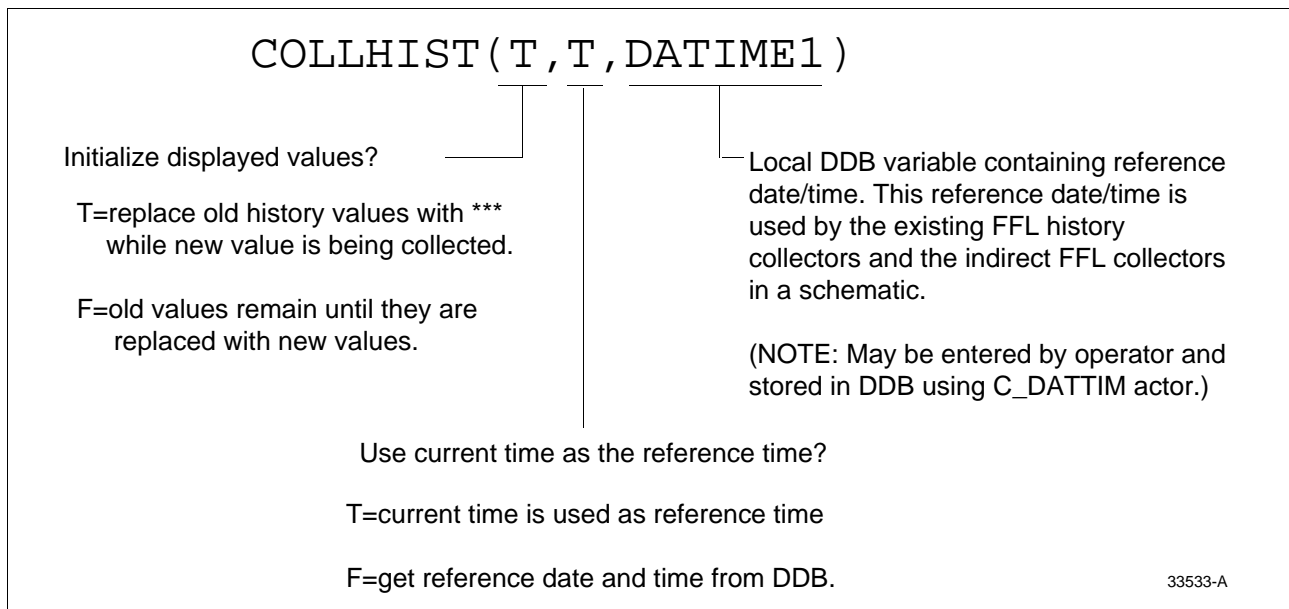 COLLHIST(T,T,DATIME1)
Initialize displayed values?
T=replace old history values with ***
while new value is being collected.
F=old values remain until they are
replaced with new values.
Local DDB variable containing reference
date/time. This reference date/time is
used by the existing FFL history
collectors and the indirect FFL collectors
in a schematic.
(NOTE: May be entered by operator and
stored in DDB using C_DATTIM actor.)
Use current time as the reference time?
T=current time is used as reference time
F=get reference date and time from DDB.
33533-A